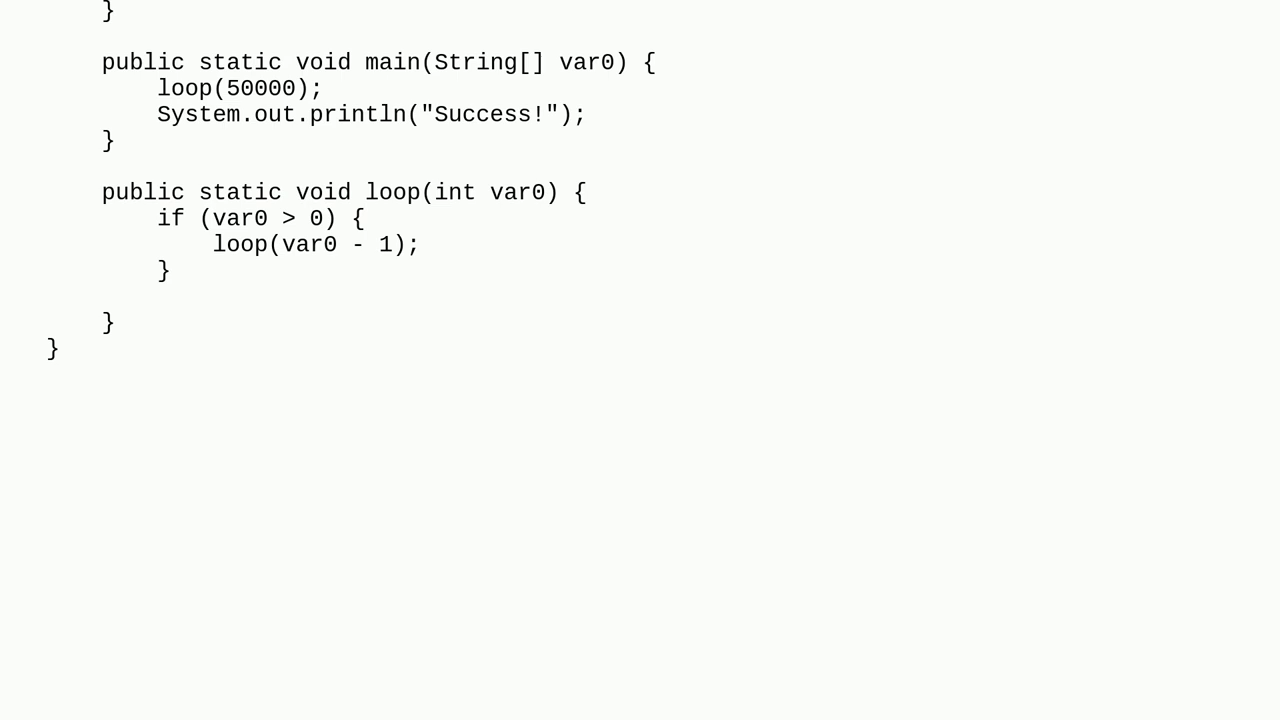 }
public static void main(String[] var0) {
loop(50000);
System.out.println("Success!");
}
public static void loop(int var0) {
if (var0 > 0) {
loop(var0 - 1);
}
}
}